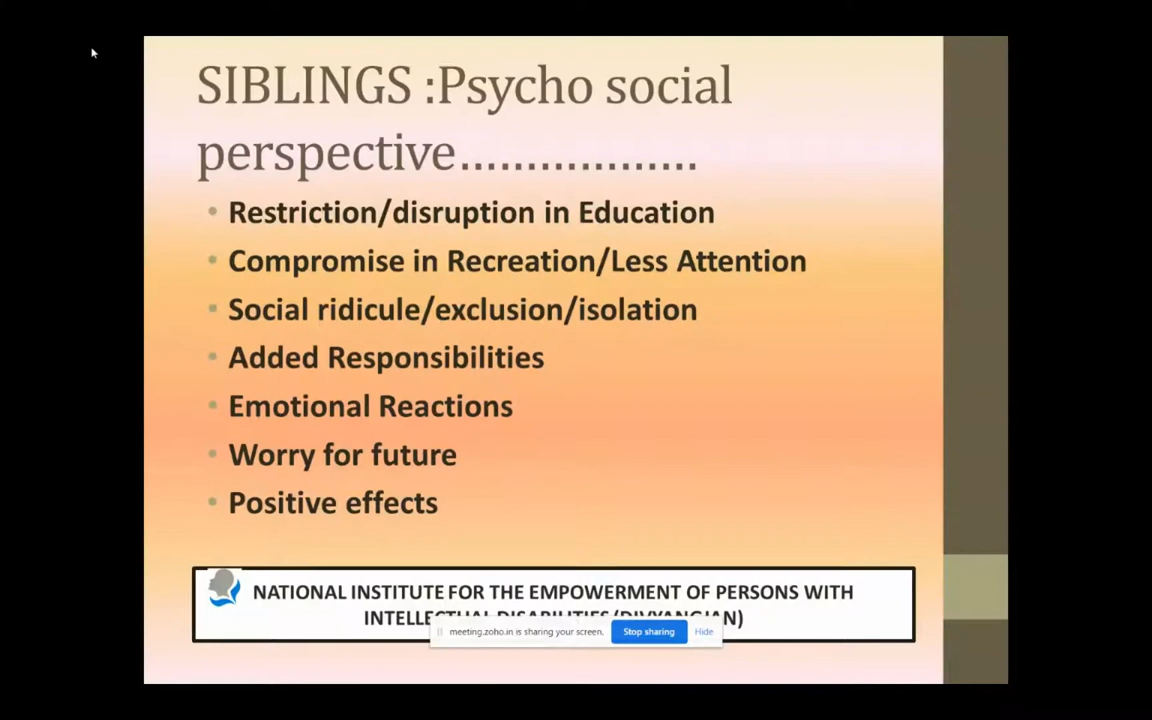 SIBLINGS :Psycho social
perspective………………
• Restriction/disruption in Education
• Compromise in Recreation/Less Attention
• Social ridicule/exclusion/isolation
• Added Responsibilities
• Emotional Reactions
• Worry for future
• Positive effects
NATIONAL INSTITUTE FOR THE EMPOWERMENT OF PERSONS WITH
INTELLECTUAL DISABILITIES (DIVYANGJAN)
meeting.zoho.in is sharing your screen. Stop sharing Hide